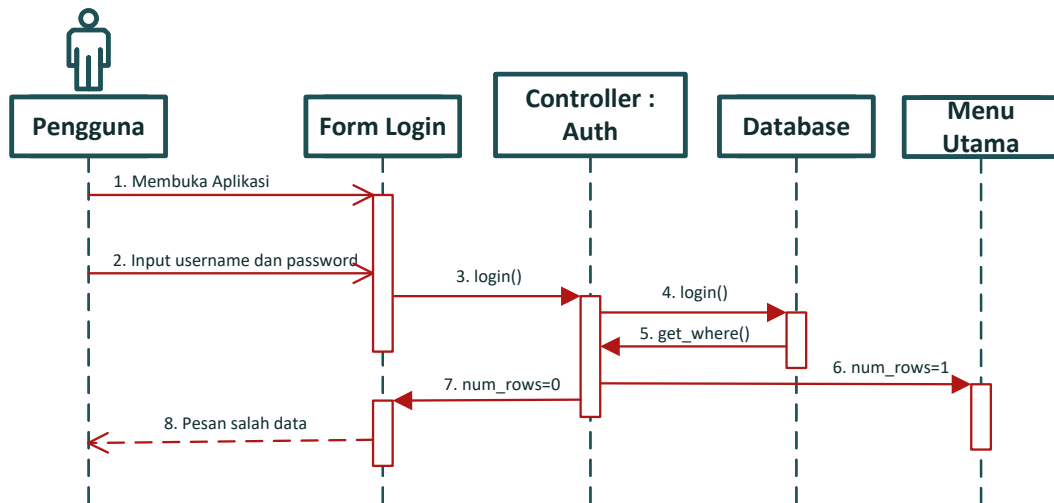 Pengguna
Form Login
Controller :
Auth
Database
Menu
Utama
1. Membuka Aplikasi
2. Input username dan password
3. login()
4. login()
5. get_where()
6. num_rows=1
7. num_rows=0
8. Pesan salah data